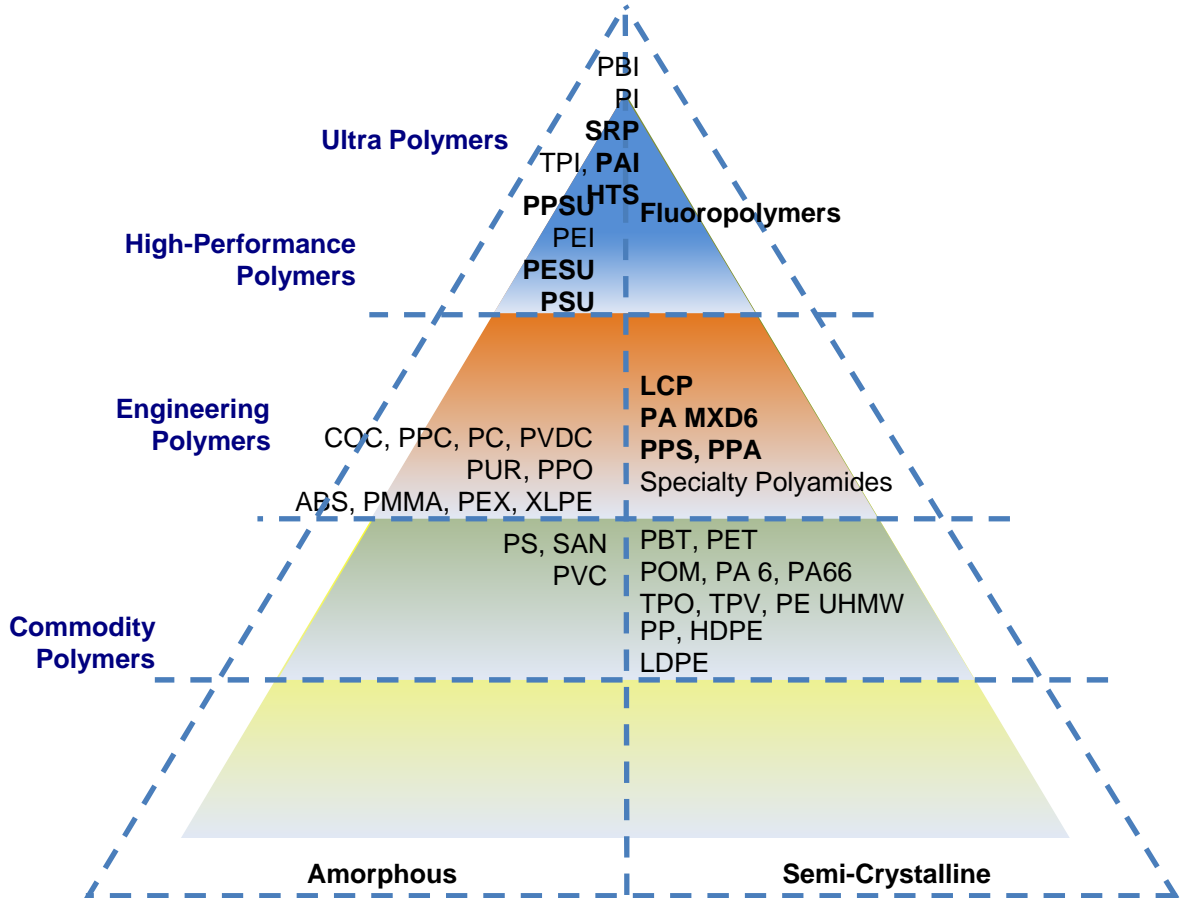 PBI
PI
Ultra Polymers
SRP
TPI, PAI
HTS
PPSU
Fluoropolymers
High-Performance
Polymers
PEI
PESU
PSU
Engineering
Polymers
COC, PPC, PC, PVDC
PUR, PPO
ABS, PMMA, PEX, XLPE
LCP
PA MXD6
PPS, PPA
Specialty Polyamides
PS, SAN
PVC
PBT, PET
POM, PA 6, PA66
TPO, TPV, PE UHMW
PP, HDPE
LDPE
Commodity
Polymers
Amorphous
Semi-Crystalline